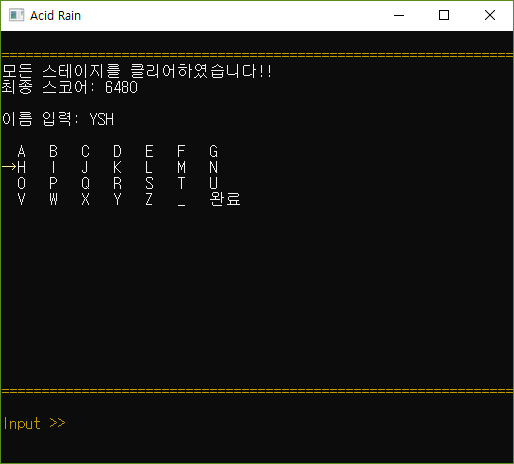 Acid Rain
모든 스테이지를 클리어하였습니다!!
최종 스코어: 6480
이름 입력: YSH
A B C D E F G
→H I J K L M N
O P Q R S T U
V W X Y Z _ 완료
Input >>